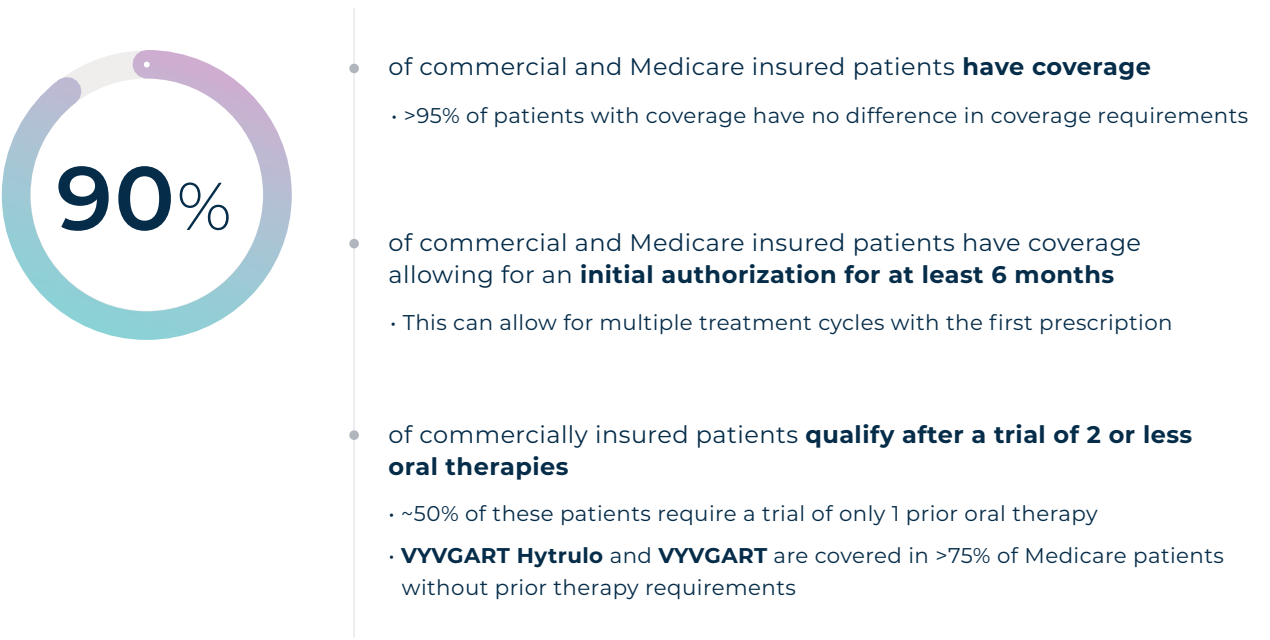 90%
of commercial and Medicare insured patients have coverage
· >95% of patients with coverage have no difference in coverage requirements
of commercial and Medicare insured patients have coverage
allowing for an initial authorization for at least 6 months
· This can allow for multiple treatment cycles with the first prescription
of commercially insured patients qualify after a trial of 2 or less
oral therapies
· ~50% of these patients require a trial of only 1 prior oral therapy
· VYVGART Hytrulo and VYVGART are covered in >75% of Medicare patients
without prior therapy requirements